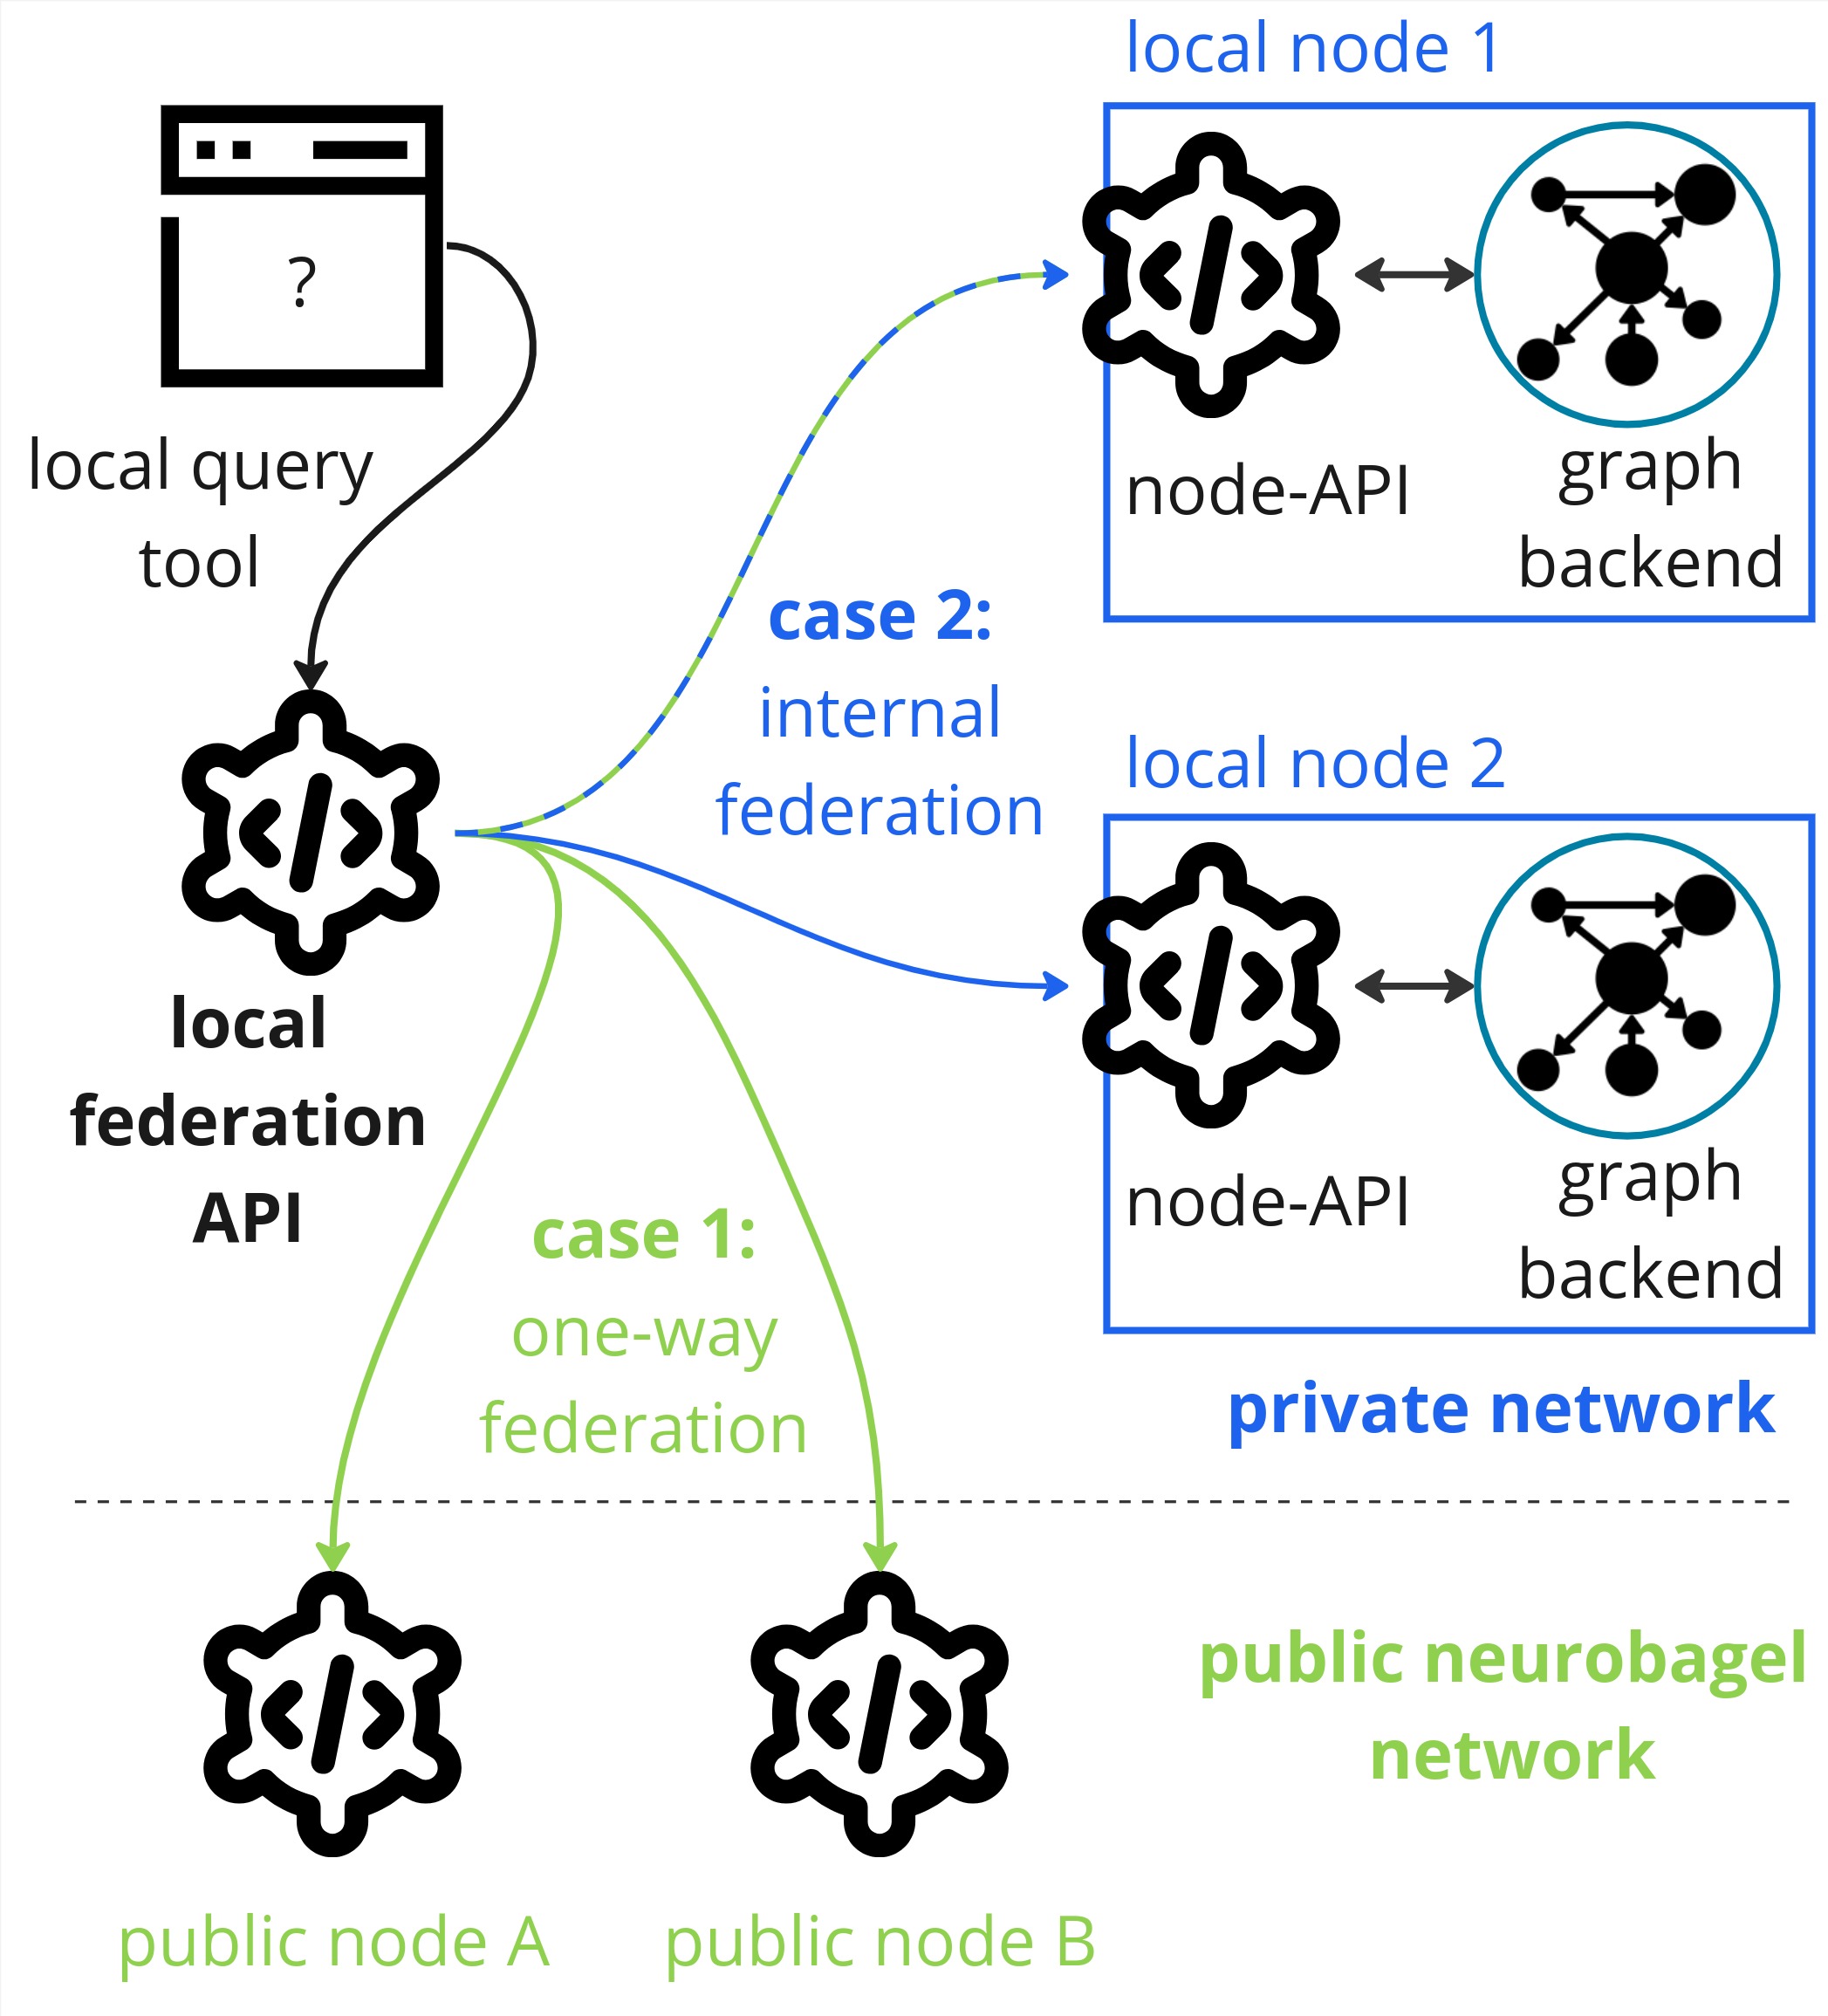 local node 1
?
local query
tool
node-API
graph
backend
case 2:
internal
federation
local node 2
local
federation
API
node-API
graph
backend
case 1:
one-way
federation
private network
public neurobagel
network
public node A
public node B